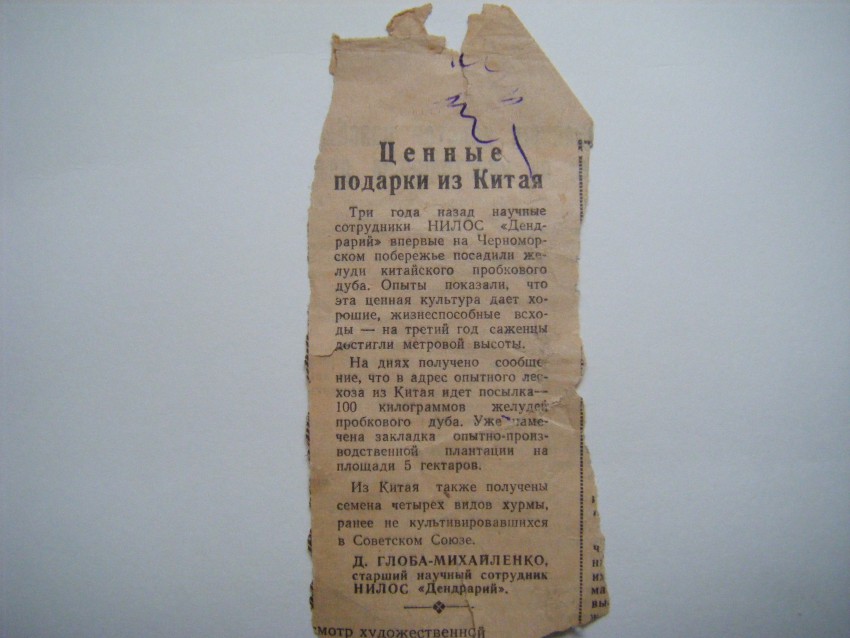 Ценные
подарки из Китая
Три года назад научные
сотрудники НИЛОС «Денд-
рарий» впервые на Черномор-
ском побережье посадили же-
луди китайского пробкового
дуба. Опыты показали, что
эта ценная культура дает хо-
рошие, жизнеспособные всхо-
ды — на третий год саженцы
достигли метровой высоты.
На днях получено сообще-
ние, что в адрес опытного лес-
хоза из Китая идет посылка—
100 килограммов желудей
пробкового дуба. Уже наме-
чена закладка опытно-произ-
водственной плантации на
площади 5 гектаров.
Из Китая также получены
семена четырех видов хурмы,
ранее не культивировавшихся
в Советском Союзе.
Д. ГЛОБА-МИХАЙЛЕНКО,
старший научный сотрудник
НИЛОС «Дендрарий».
смотр художественной